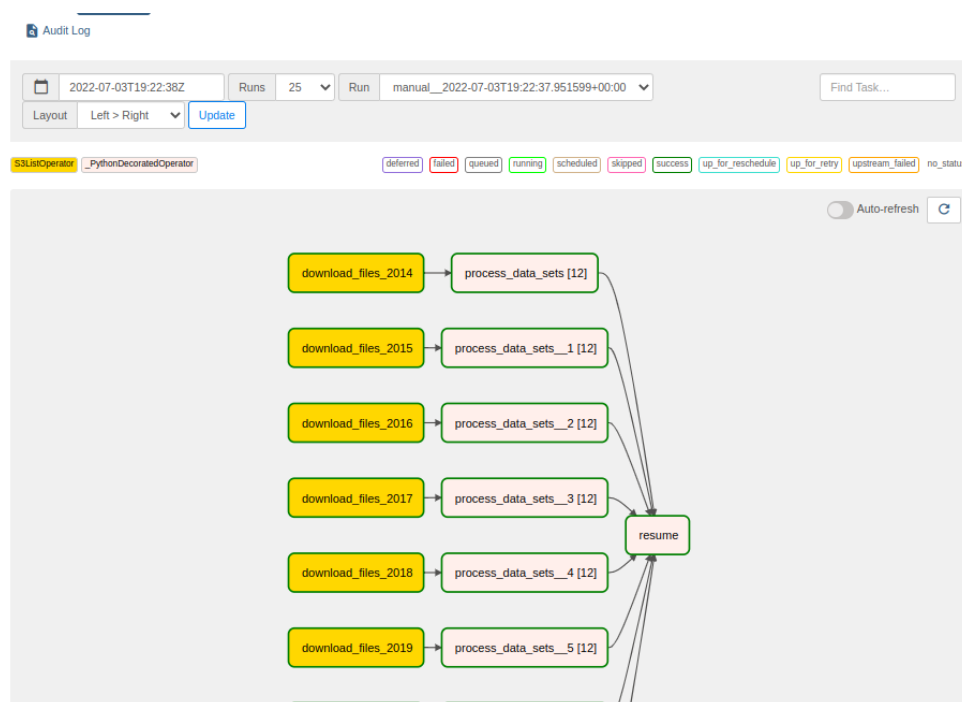 Audit Log
2022-07-03T19:22:38Z Runs 25 Run manual__2022-07-03T19:22:37.951599+00:00 Find Task...
Layout Left > Right Update
S3ListOperator _PythonDecoratedOperator deferred failed queued running scheduled skipped success up_for_reschedule up_for_retry upstream_failed no_statu
Auto-refresh
download_files_2014 process_data_sets [12]
download_files_2015 process_data_sets__1 [12]
download_files_2016 process_data_sets__2 [12]
download_files_2017 process_data_sets__3 [12]
resume
download_files_2018 process_data_sets__4 [12]
download_files_2019 process_data_sets__5 [12]